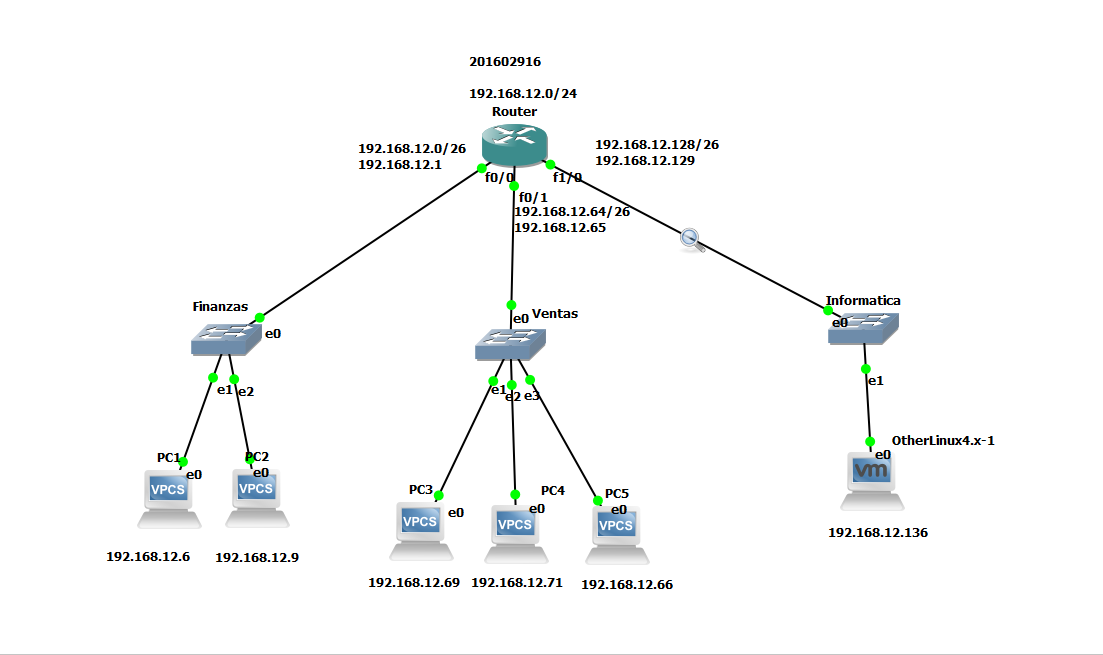 201602916
192.168.12.0/24
Router
192.168.12.0/26
192.168.12.1
192.168.12.128/26
192.168.12.129
f0/0
f1/0
f0/1
192.168.12.64/26
192.168.12.65
Finanzas
e0
e1
e2
Ventas
e0
e1
e2
e3
Informatica
e0
e1
PC1
e0
VPCS
192.168.12.6
PC2
e0
VPCS
192.168.12.9
PC3
e0
VPCS
192.168.12.69
PC4
e0
VPCS
192.168.12.71
PC5
e0
VPCS
192.168.12.66
OtherLinux4.x-1
e0
vm
192.168.12.136